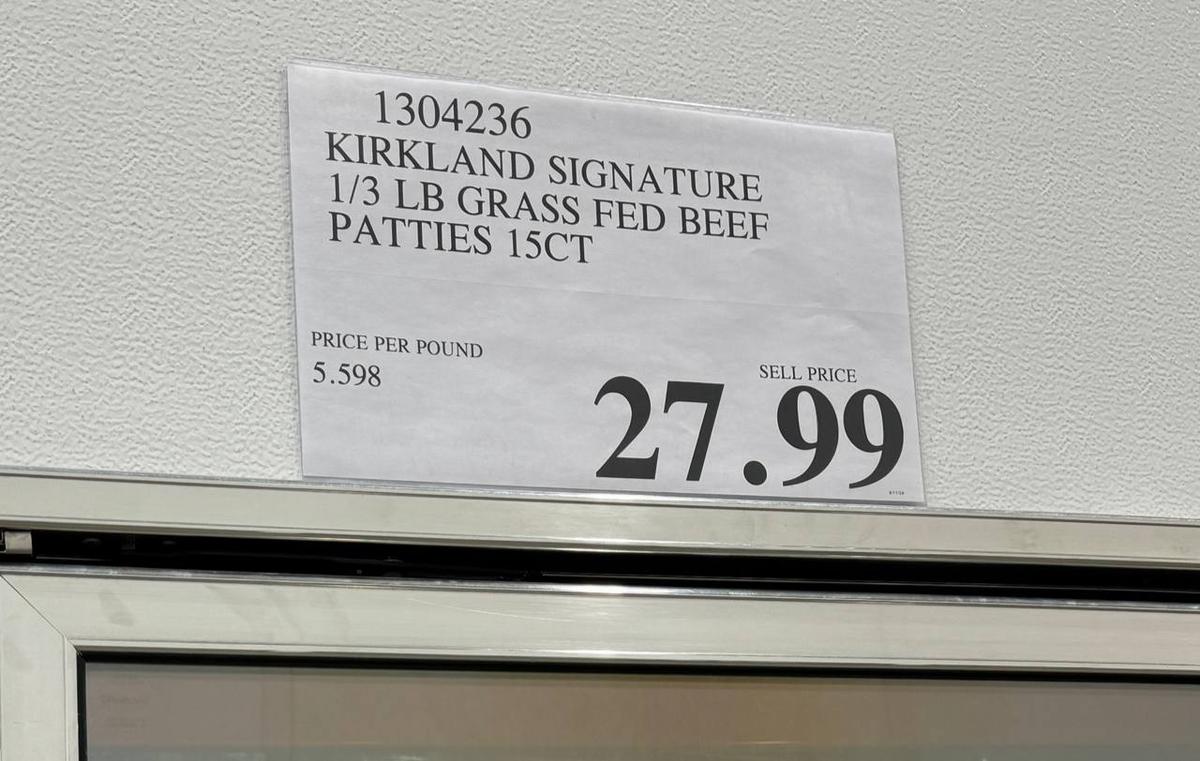 1304236
KIRKLAND SIGNATURE
1/3 LB GRASS FED BEEF
PATTIES 15CT
PRICE PER POUND
5.598
SELL PRICE
27.99